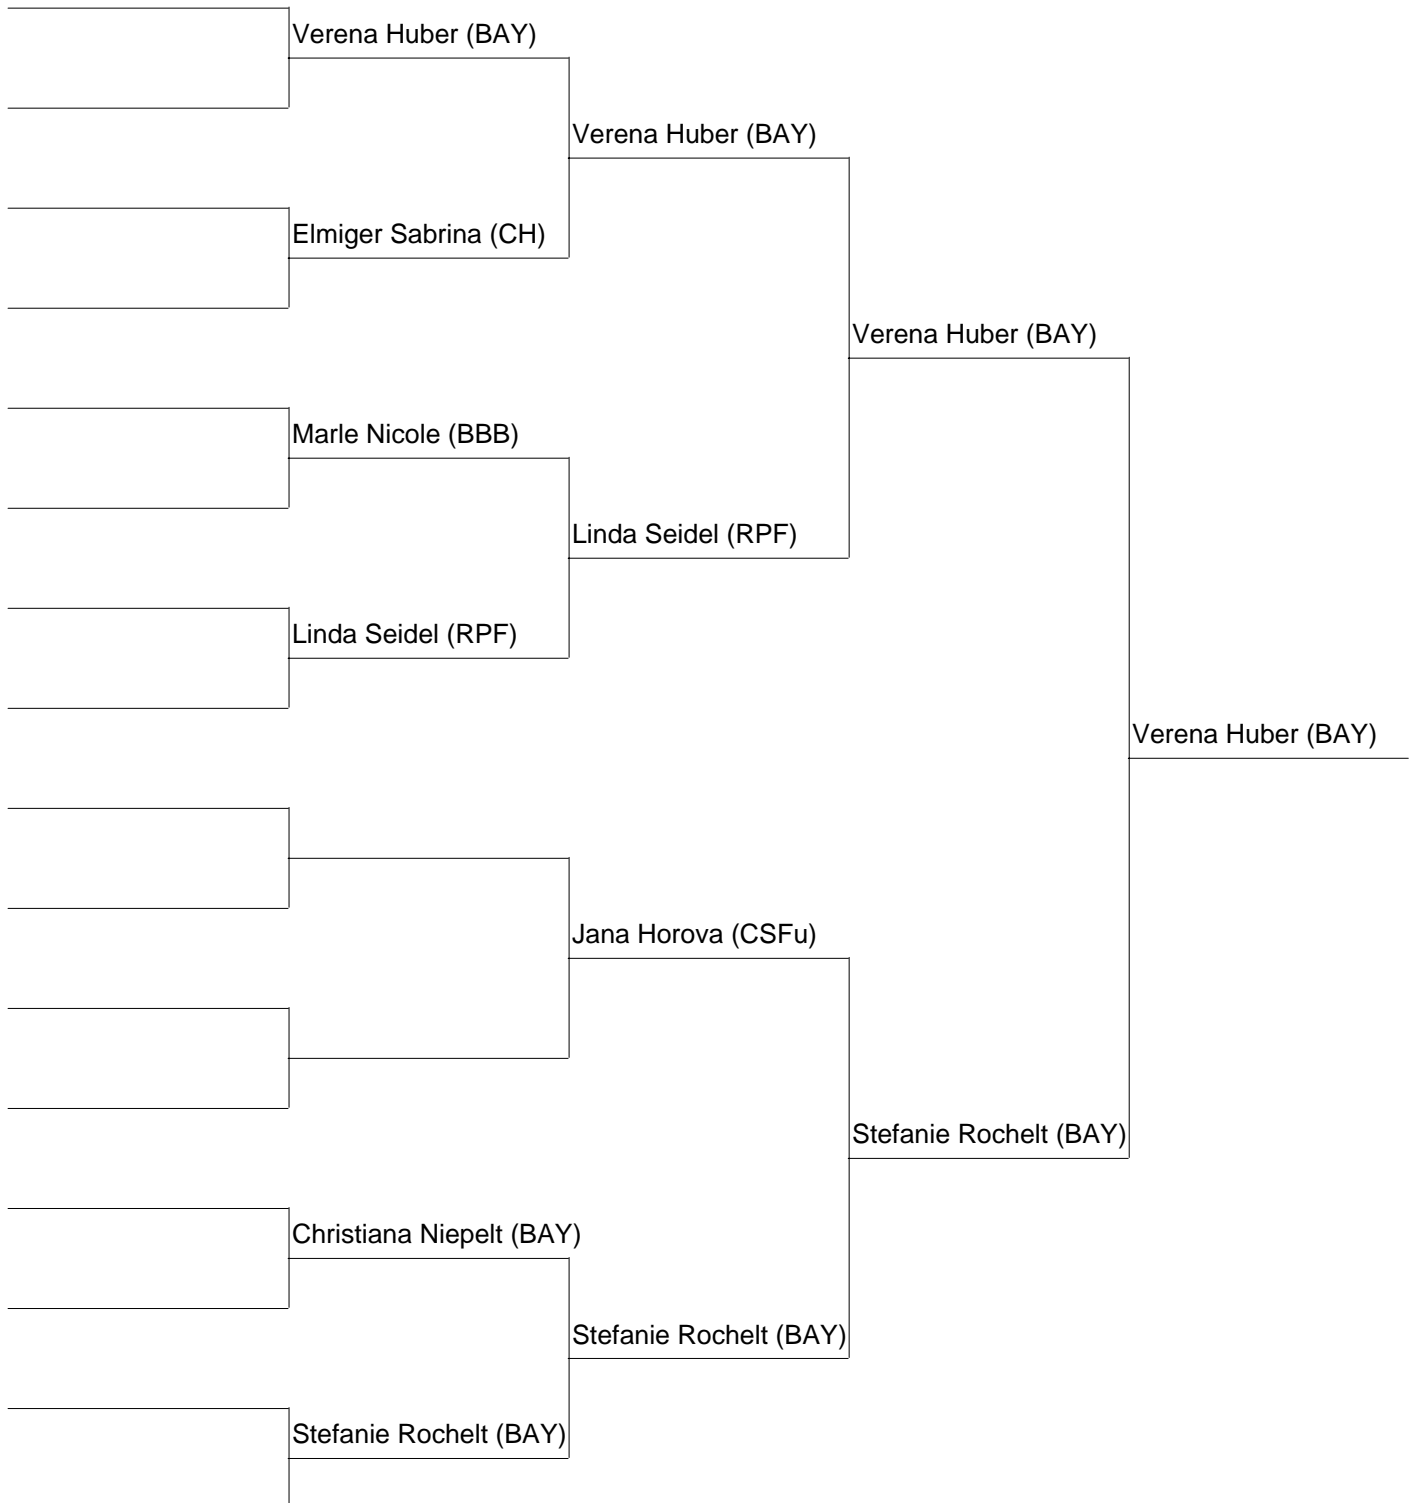 Verena Huber (BAY)
Verena Huber (BAY)
Elmiger Sabrina (CH)
Verena Huber (BAY)
Marle Nicole (BBB)
Linda Seidel (RPF)
Linda Seidel (RPF)
Verena Huber (BAY)
Jana Horova (CSFu)
Stefanie Rochelt (BAY)
Christiana Niepelt (BAY)
Stefanie Rochelt (BAY)
Stefanie Rochelt (BAY)